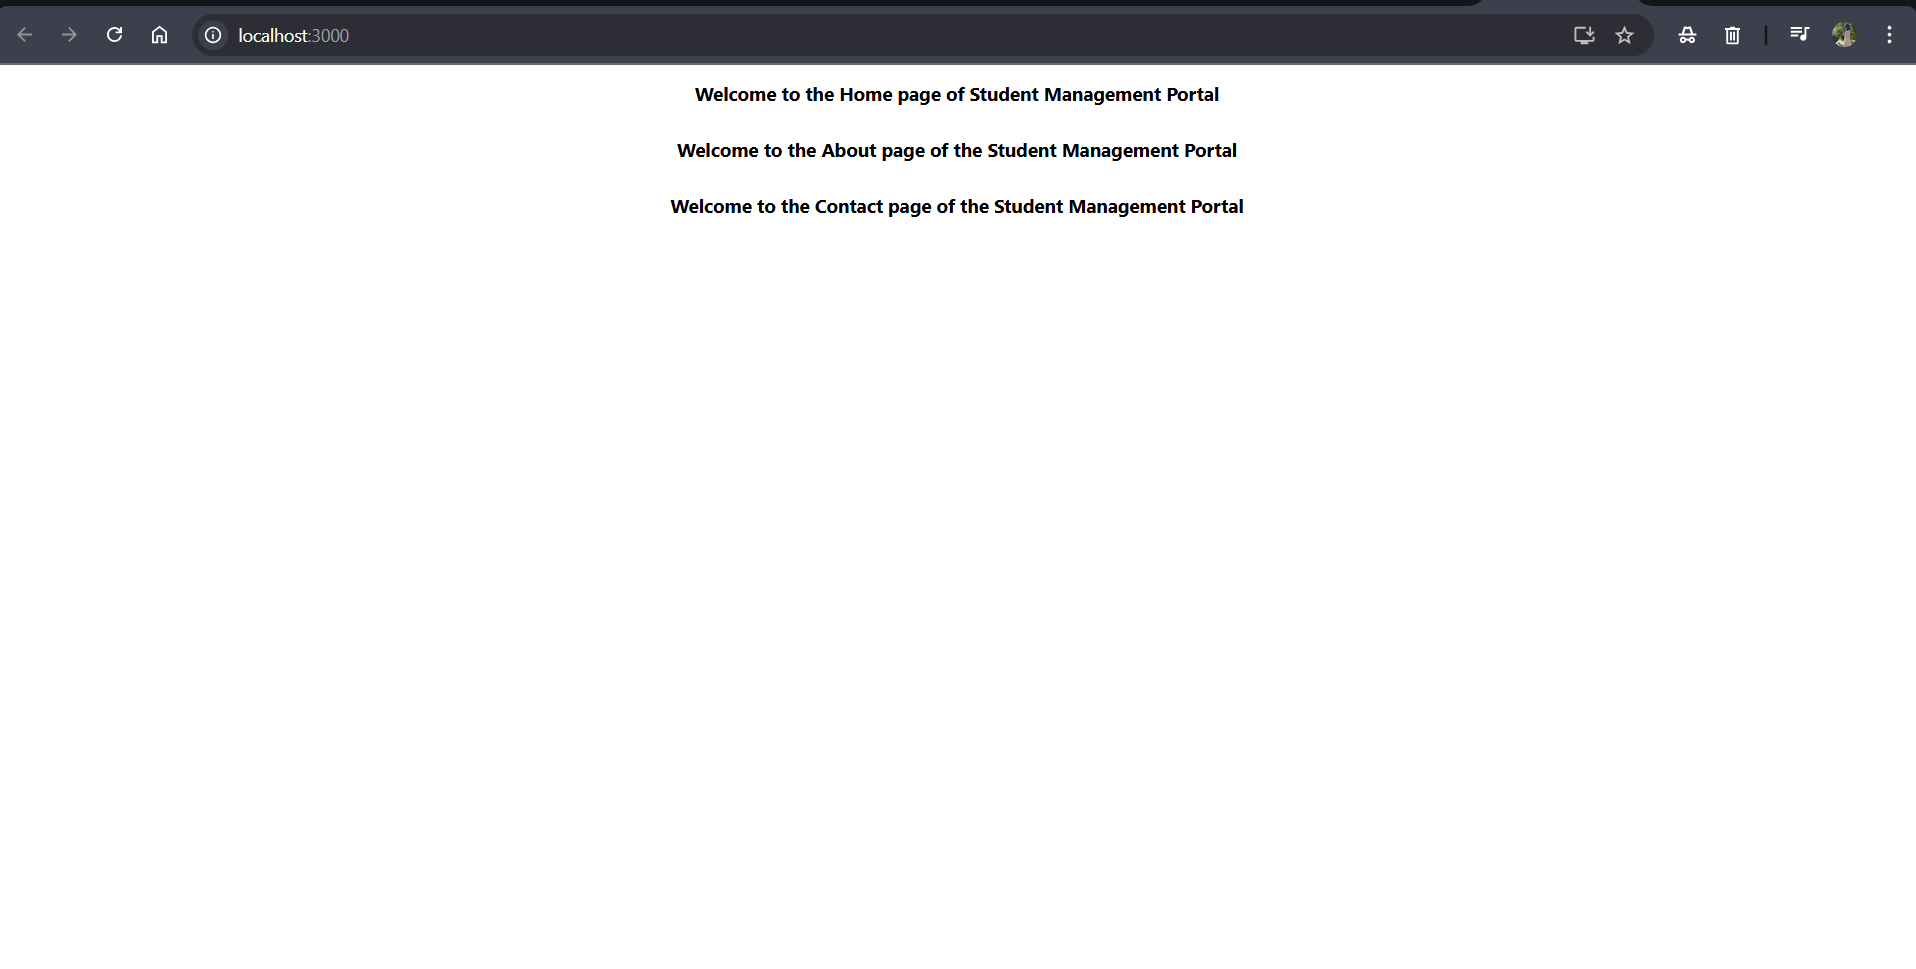 localhost:3000
Welcome to the Home page of Student Management Portal
Welcome to the About page of the Student Management Portal
Welcome to the Contact page of the Student Management Portal